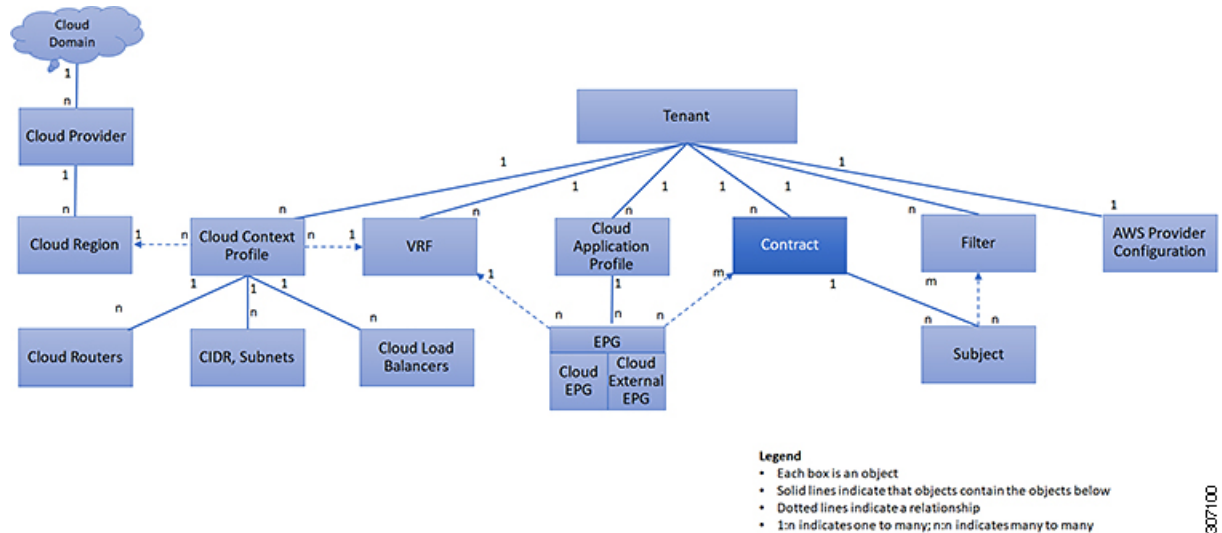 Cloud
Domain
1
n
Cloud Provider
1
n
Cloud Region
Tenant
1
1
1
1
1
1
n
n
n
n
n
1
Cloud Context
Profile
VRF
Cloud
Application
Profile
Contract
Filter
AWS Provider
Configuration
1
n
n
1
1
m
1
m
1
1
1
1
n
n
n
n
n
n
n
n
Cloud Routers
CIDR, Subnets
Cloud Load
Balancers
EPG
Cloud
EPG
Cloud
External
EPG
Subject
Legend
• Each box is an object
• Solid lines indicate that objects contain the objects below
• Dotted lines indicate a relationship
• 1:n indicates one to many; n:n indicates many to many
307100